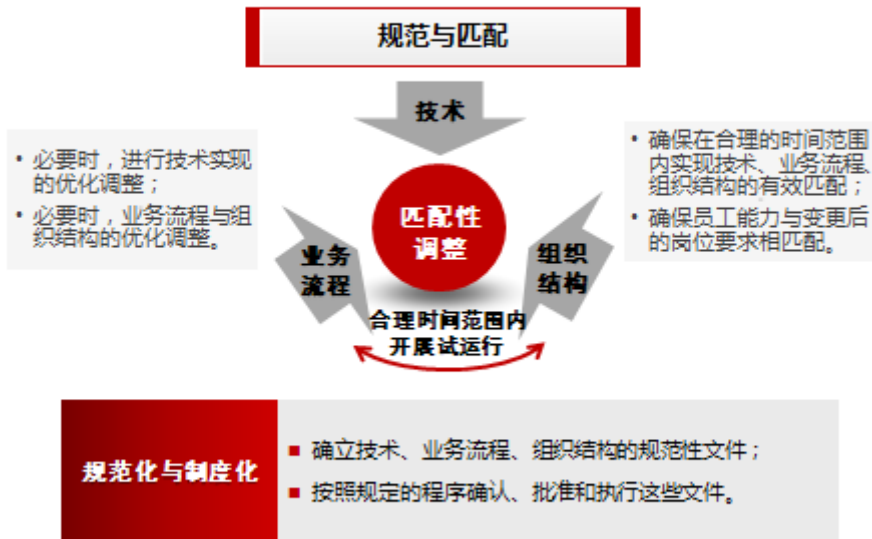 规范与匹配
技术
• 必要时，进行技术实现
的优化调整；
• 必要时，业务流程与组
织结构的优化调整。
匹配性
调整
业务
流程
组织
结构
合理时间范围内
开展试运行
• 确保在合理的时间范围
内实现技术、业务流程、
组织结构的有效匹配；
• 确保员工能力与变更后
的岗位要求相匹配。
规范化与制度化
■ 确立技术、业务流程、组织结构的规范性文件；
■ 按照规定的程序确认、批准和执行这些文件。